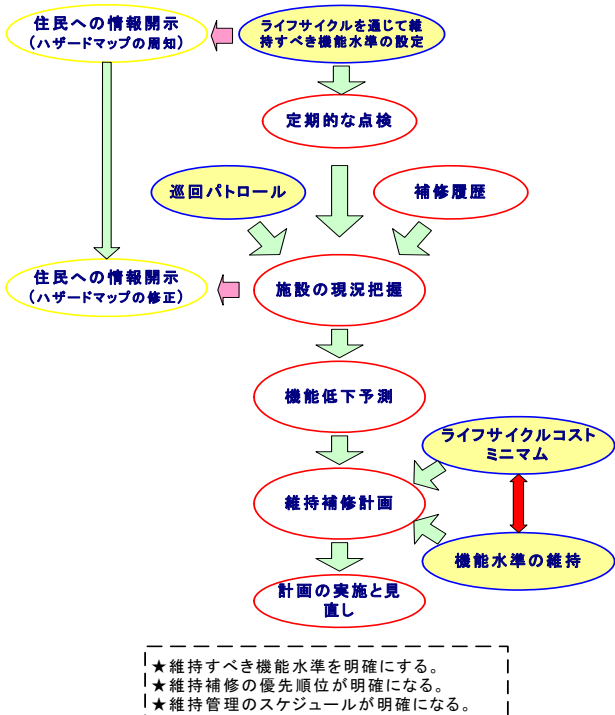 住民への情報開示
（ハザードマップの周知）
ライフサイクルを通じて維
持すべき機能水準の設定
定期的な点検
巡回パトロール
補修履歴
住民への情報開示
（ハザードマップの修正）
施設の現況把握
機能低下予測
ライフサイクルコスト
ミニマム
維持補修計画
機能水準の維持
計画の実施と見
直し
★維持すべき機能水準を明確にする。
★維持補修の優先順位が明確になる。
★維持管理のスケジュールが明確になる。